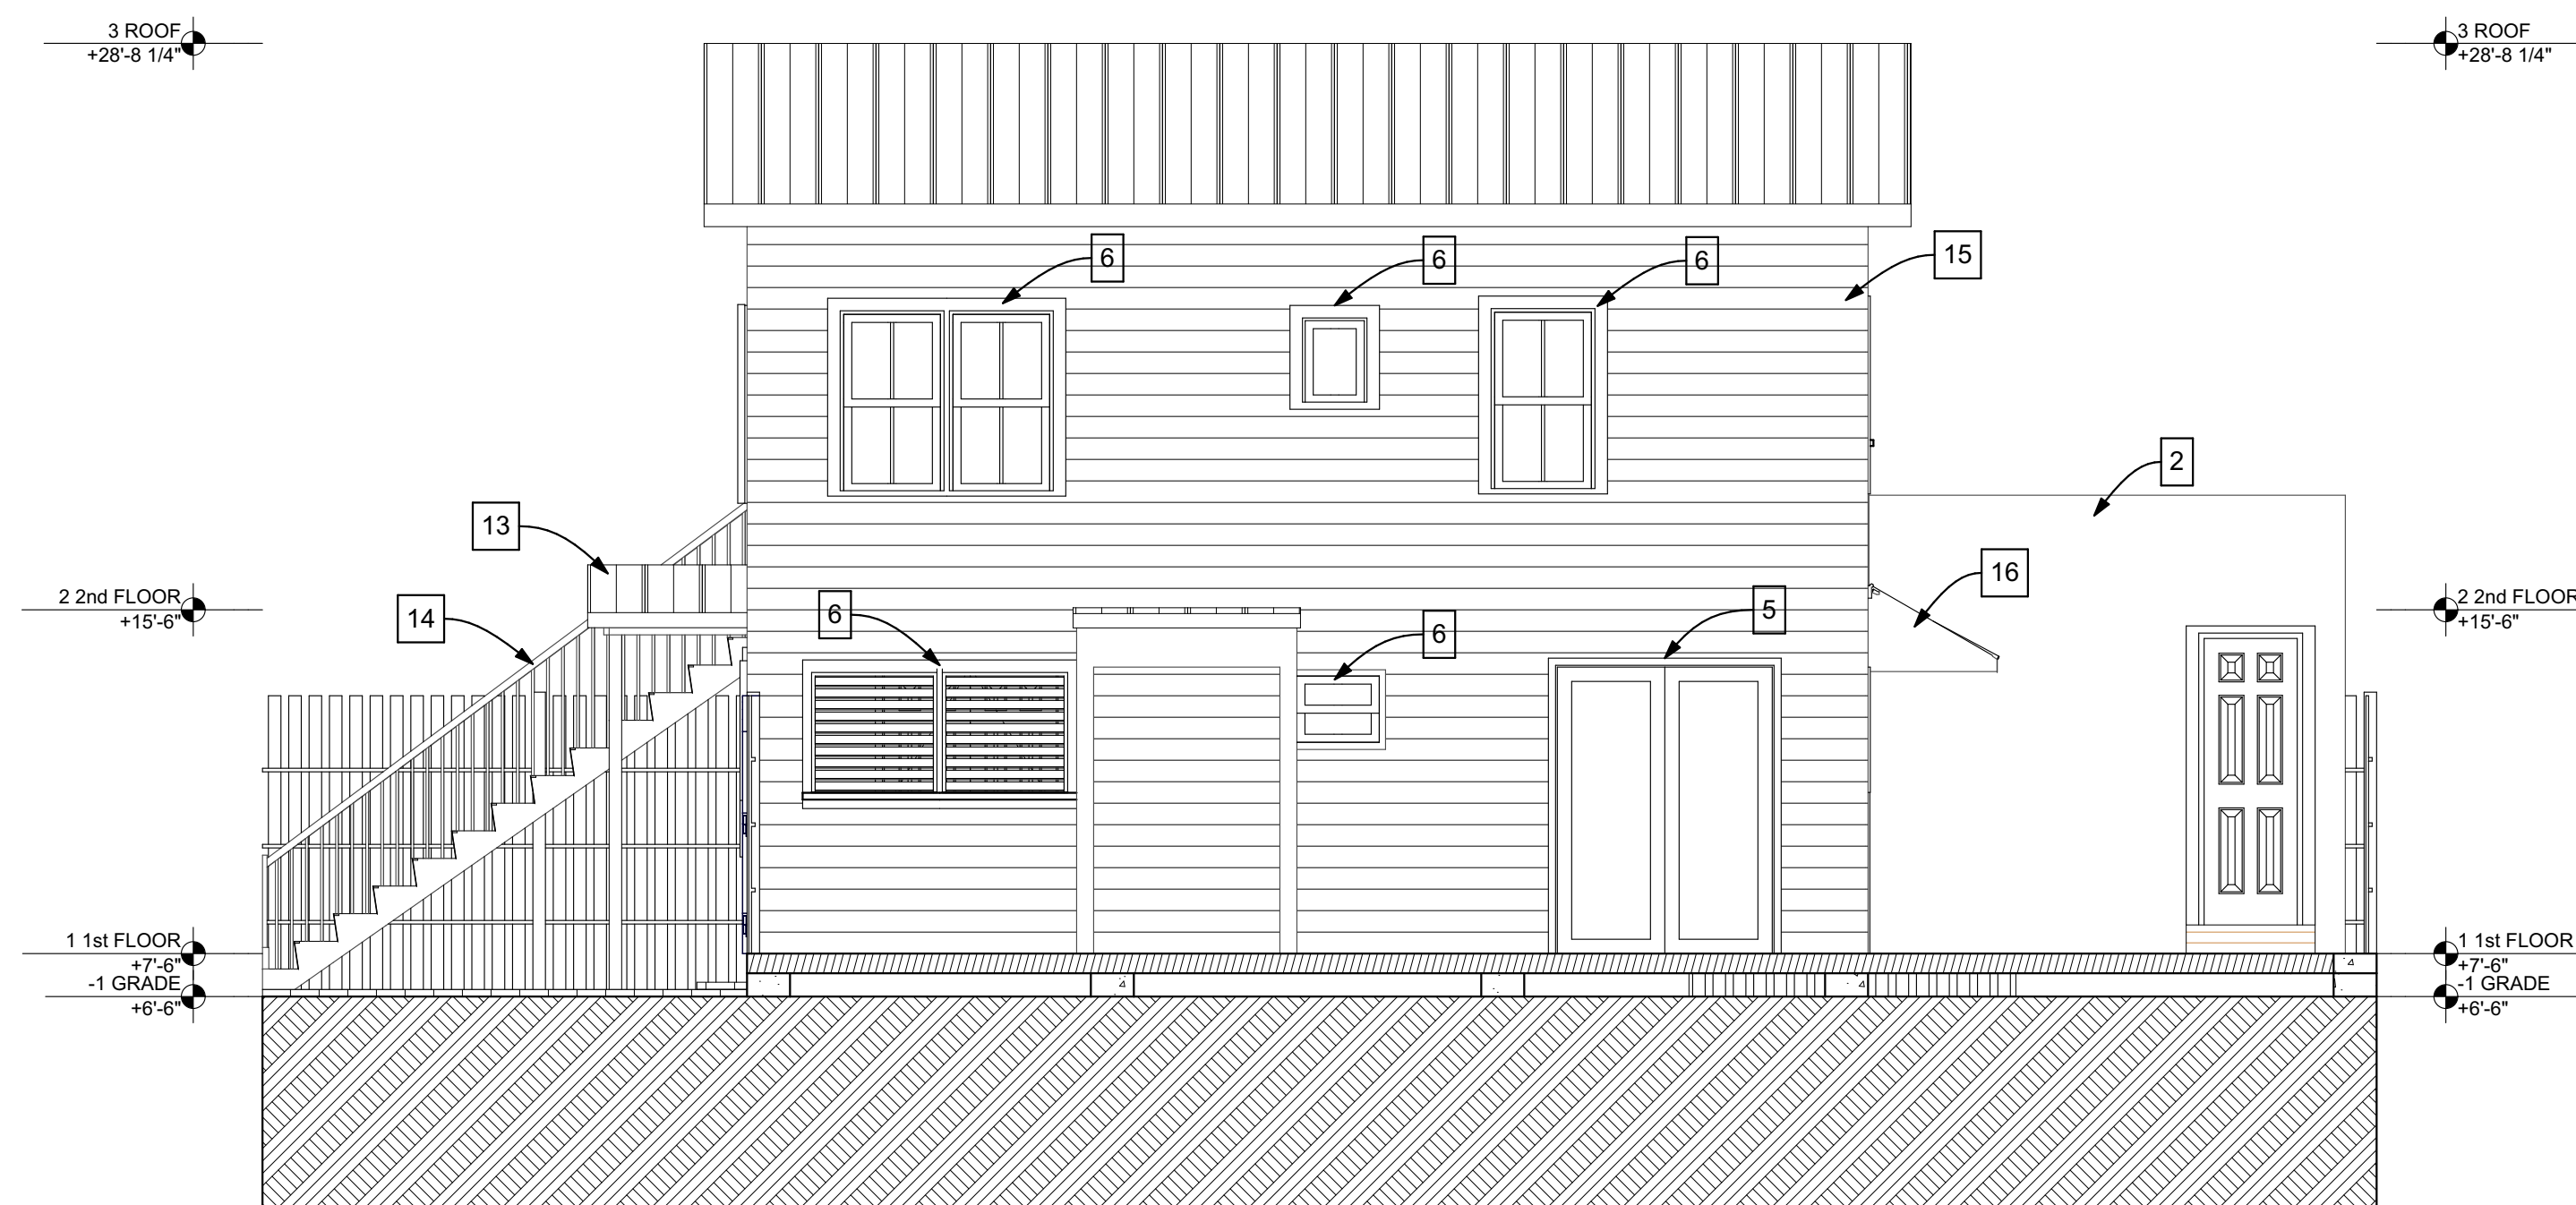 3 ROOF
+28'-8 1/4"
3 ROOF
+28'-8 1/4"
6
6
6
15
2
13
16
14
6
6
5
2 2nd FLOOR
+15'-6"
2 2nd FLOOR
+15'-6"
1 1st FLOOR
+7'-6"
-1 GRADE
+6'-6"
1 1st FLOOR
+7'-6"
-1 GRADE
+6'-6"